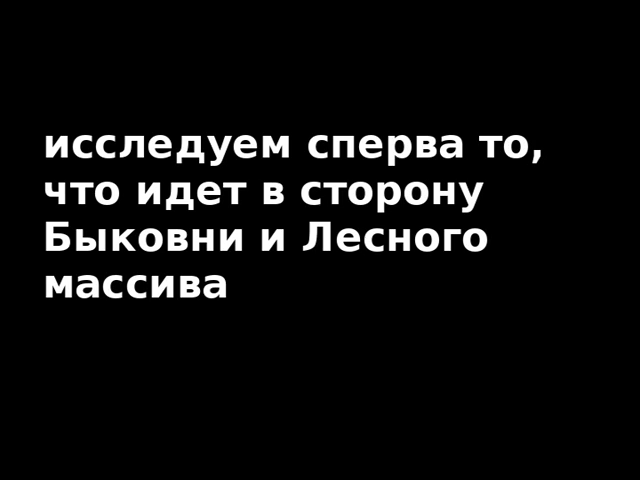 исследуем сперва то,
что идет в сторону
Быковни и Лесного
массива